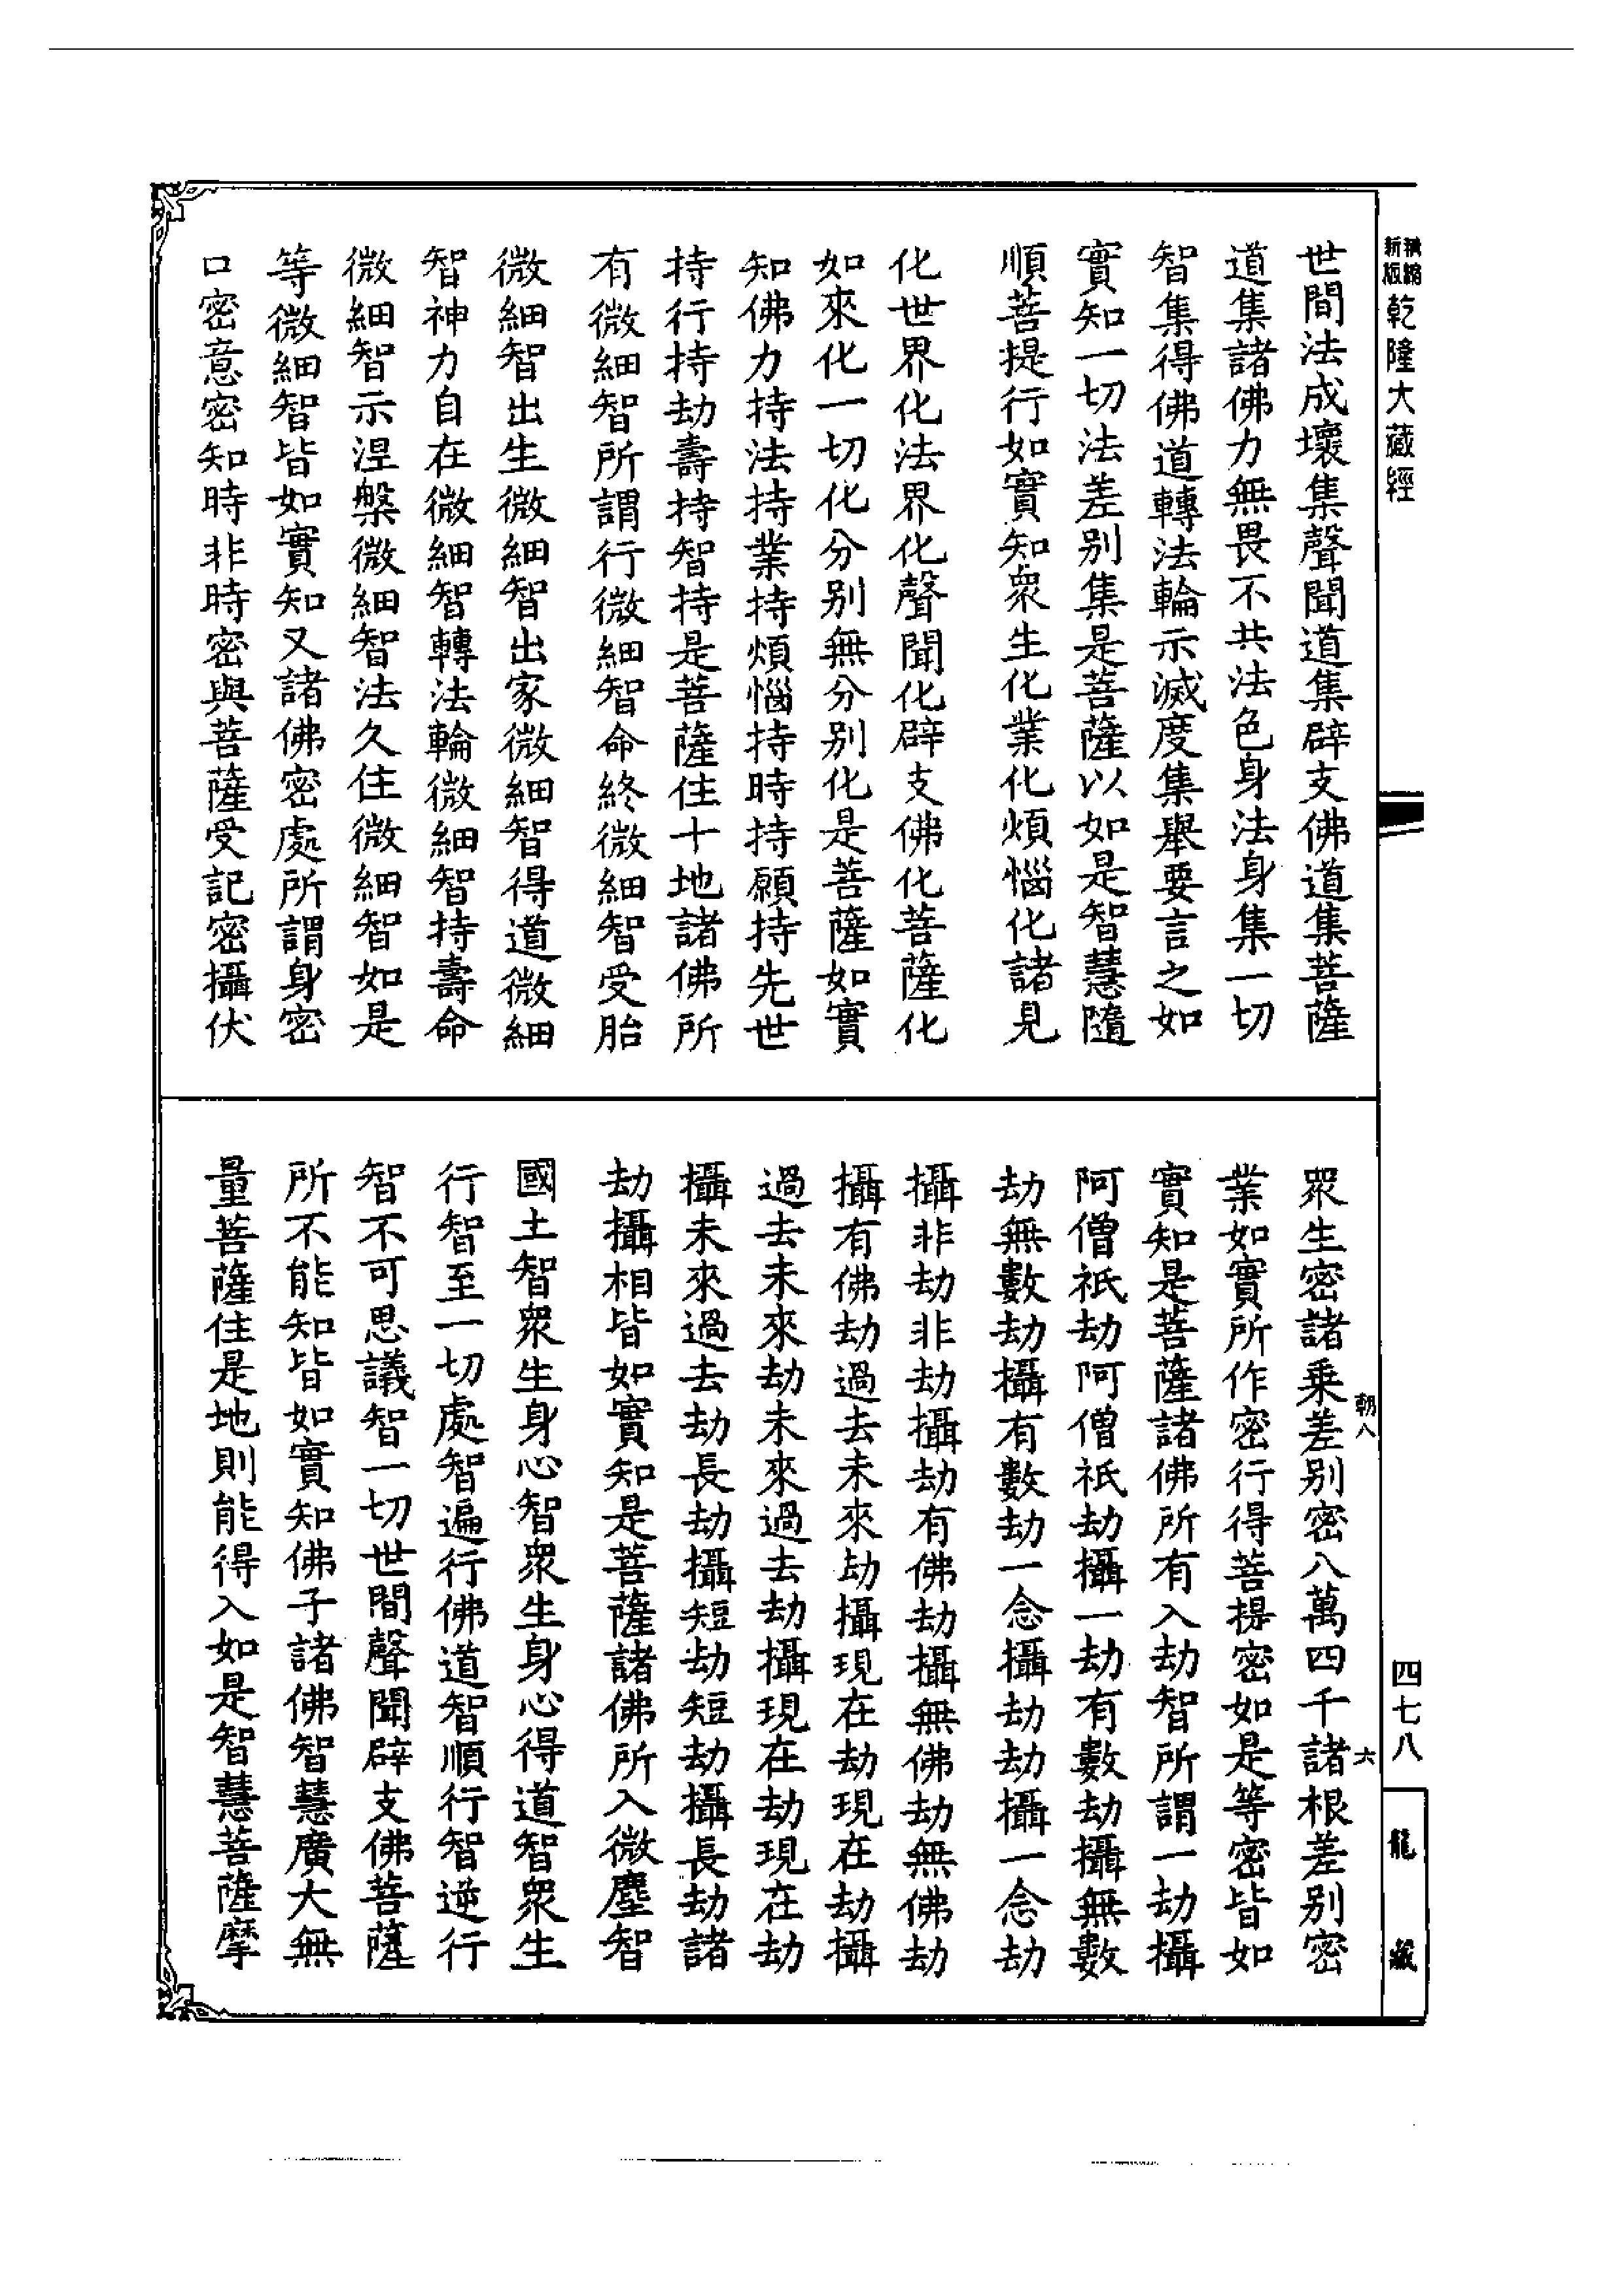 新版精縮乾隆大藏經
世間法成壞集聲聞道集辟支佛道集菩薩
道集諸佛力無畏不共法色身法身集一切
智集得佛道轉法輪示滅度集舉要言之如
實知一切法差別集是菩薩以如是智慧隨
順菩提行如實知眾生化業化煩惱化諸見
化世界化法界化聲聞化辟支佛化菩薩化
如來化一切化分別無分別化是菩薩如實
知佛力持法持業持煩惱持時持願持先世
持行持劫壽持智持是菩薩住十地諸佛所
有微細智所謂行微細智命終微細智受胎
微細智出生微細智出家微細智得道微細
智神力自在微細智轉法輪微細智持壽命
微細智示涅槃微細智法久住微細智如是
等微細智皆如實知又諸佛密處所謂身密
口密意密知時非時密與菩薩受記密攝伏
眾生密諸乘差別密八萬四千諸根差別密
業如實所作密行得菩提密如是等密皆如
實知是菩薩諸佛所有入劫智所謂一劫攝
阿僧祇劫阿僧祇劫攝一劫有數劫攝無數
劫無數劫攝有數劫一念攝劫劫攝一念劫
攝非劫非劫攝劫有佛劫攝無佛劫無佛劫
攝有佛劫過去未來劫攝現在劫現在劫攝
過去未來劫未來過去劫攝現在劫現在劫
攝未來過去劫長劫攝短劫短劫攝長劫諸
劫攝相皆如實知是菩薩諸佛所入微塵智
國土智眾生身心智眾生身心得道智眾生
行智至一切處智遍行佛道智順行智逆行
智不可思議智一切世間聲聞辟支佛菩薩
所不能知皆如實知佛子諸佛智慧廣大無
量菩薩住是地則能得入如是智慧菩薩摩
朝八
六
四七八
龍藏